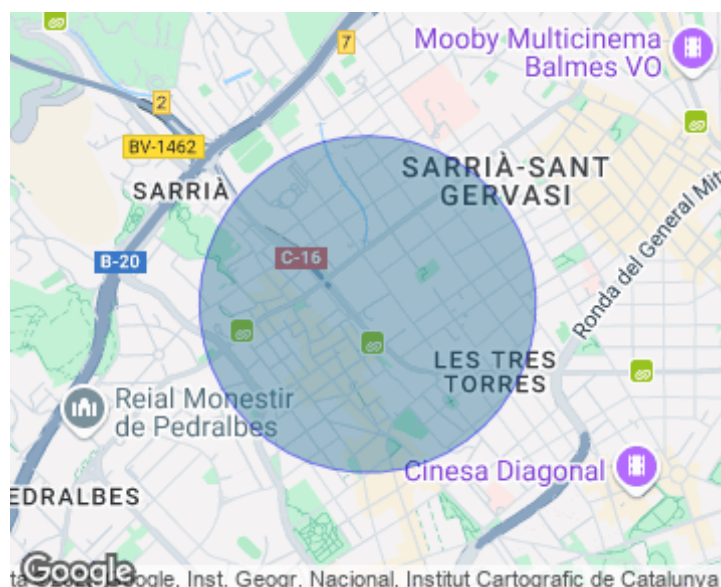 Mooby Multicinema
Balmes VO
7
2
BV-1462
SARRIÀ-SANT
GERVASI
SARRIÀ
Ronda del General Mit
B-20
C-16
LES TRES
TORRES
Reial Monestir
de Pedralbes
Cinesa Diagonal
EDRALBES
Google
Google, Inst. Geogr. Nacional, Institut Cartografic de Catalunya